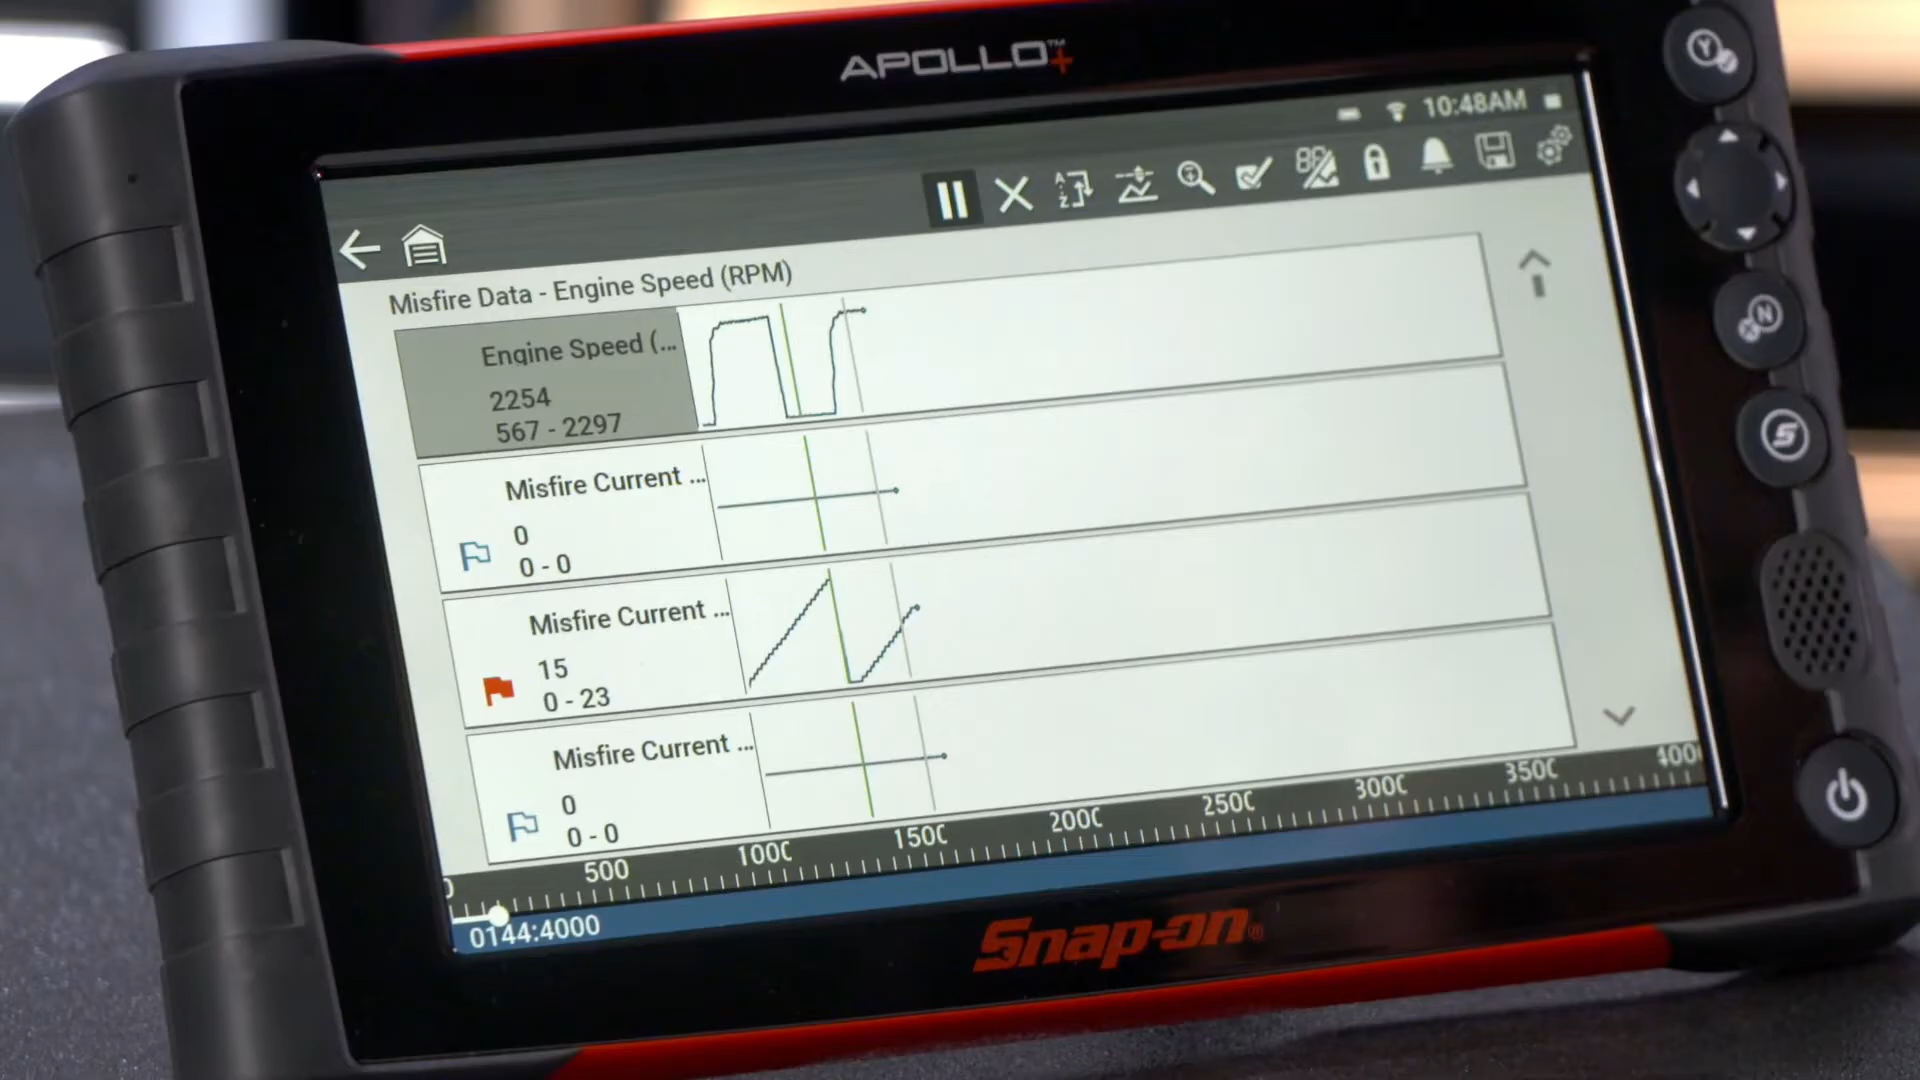 APOLLO™+
10:48AM
Misfire Data - Engine Speed (RPM)
Engine Speed (...
2254
567 - 2297
Misfire Current ...
0
0 - 0
Misfire Current ...
15
0 - 23
Misfire Current ...
0
0 - 0
0 500 100C 150C 200C 250C 300C 350C 400
0144:4000
Snap-on®
Y
N
S